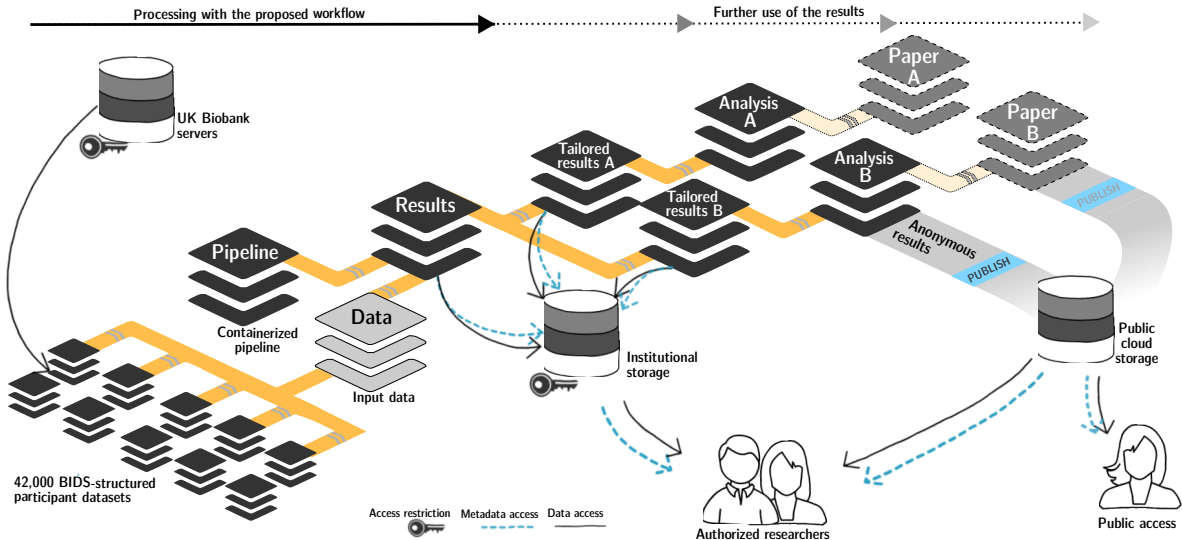 Processing with the proposed workflow
Further use of the results
UK Biobank
servers
Paper
A
Paper
B
Analysis
A
Analysis
B
Tailored
results A
Tailored
results B
Results
Pipeline
Containerized
pipeline
Data
Input data
Anonymous
results
PUBLISH
PUBLISH
Institutional
storage
Public
cloud
storage
42,000 BIDS-structured
participant datasets
Access restriction
Metadata access
Data access
Authorized researchers
Public access